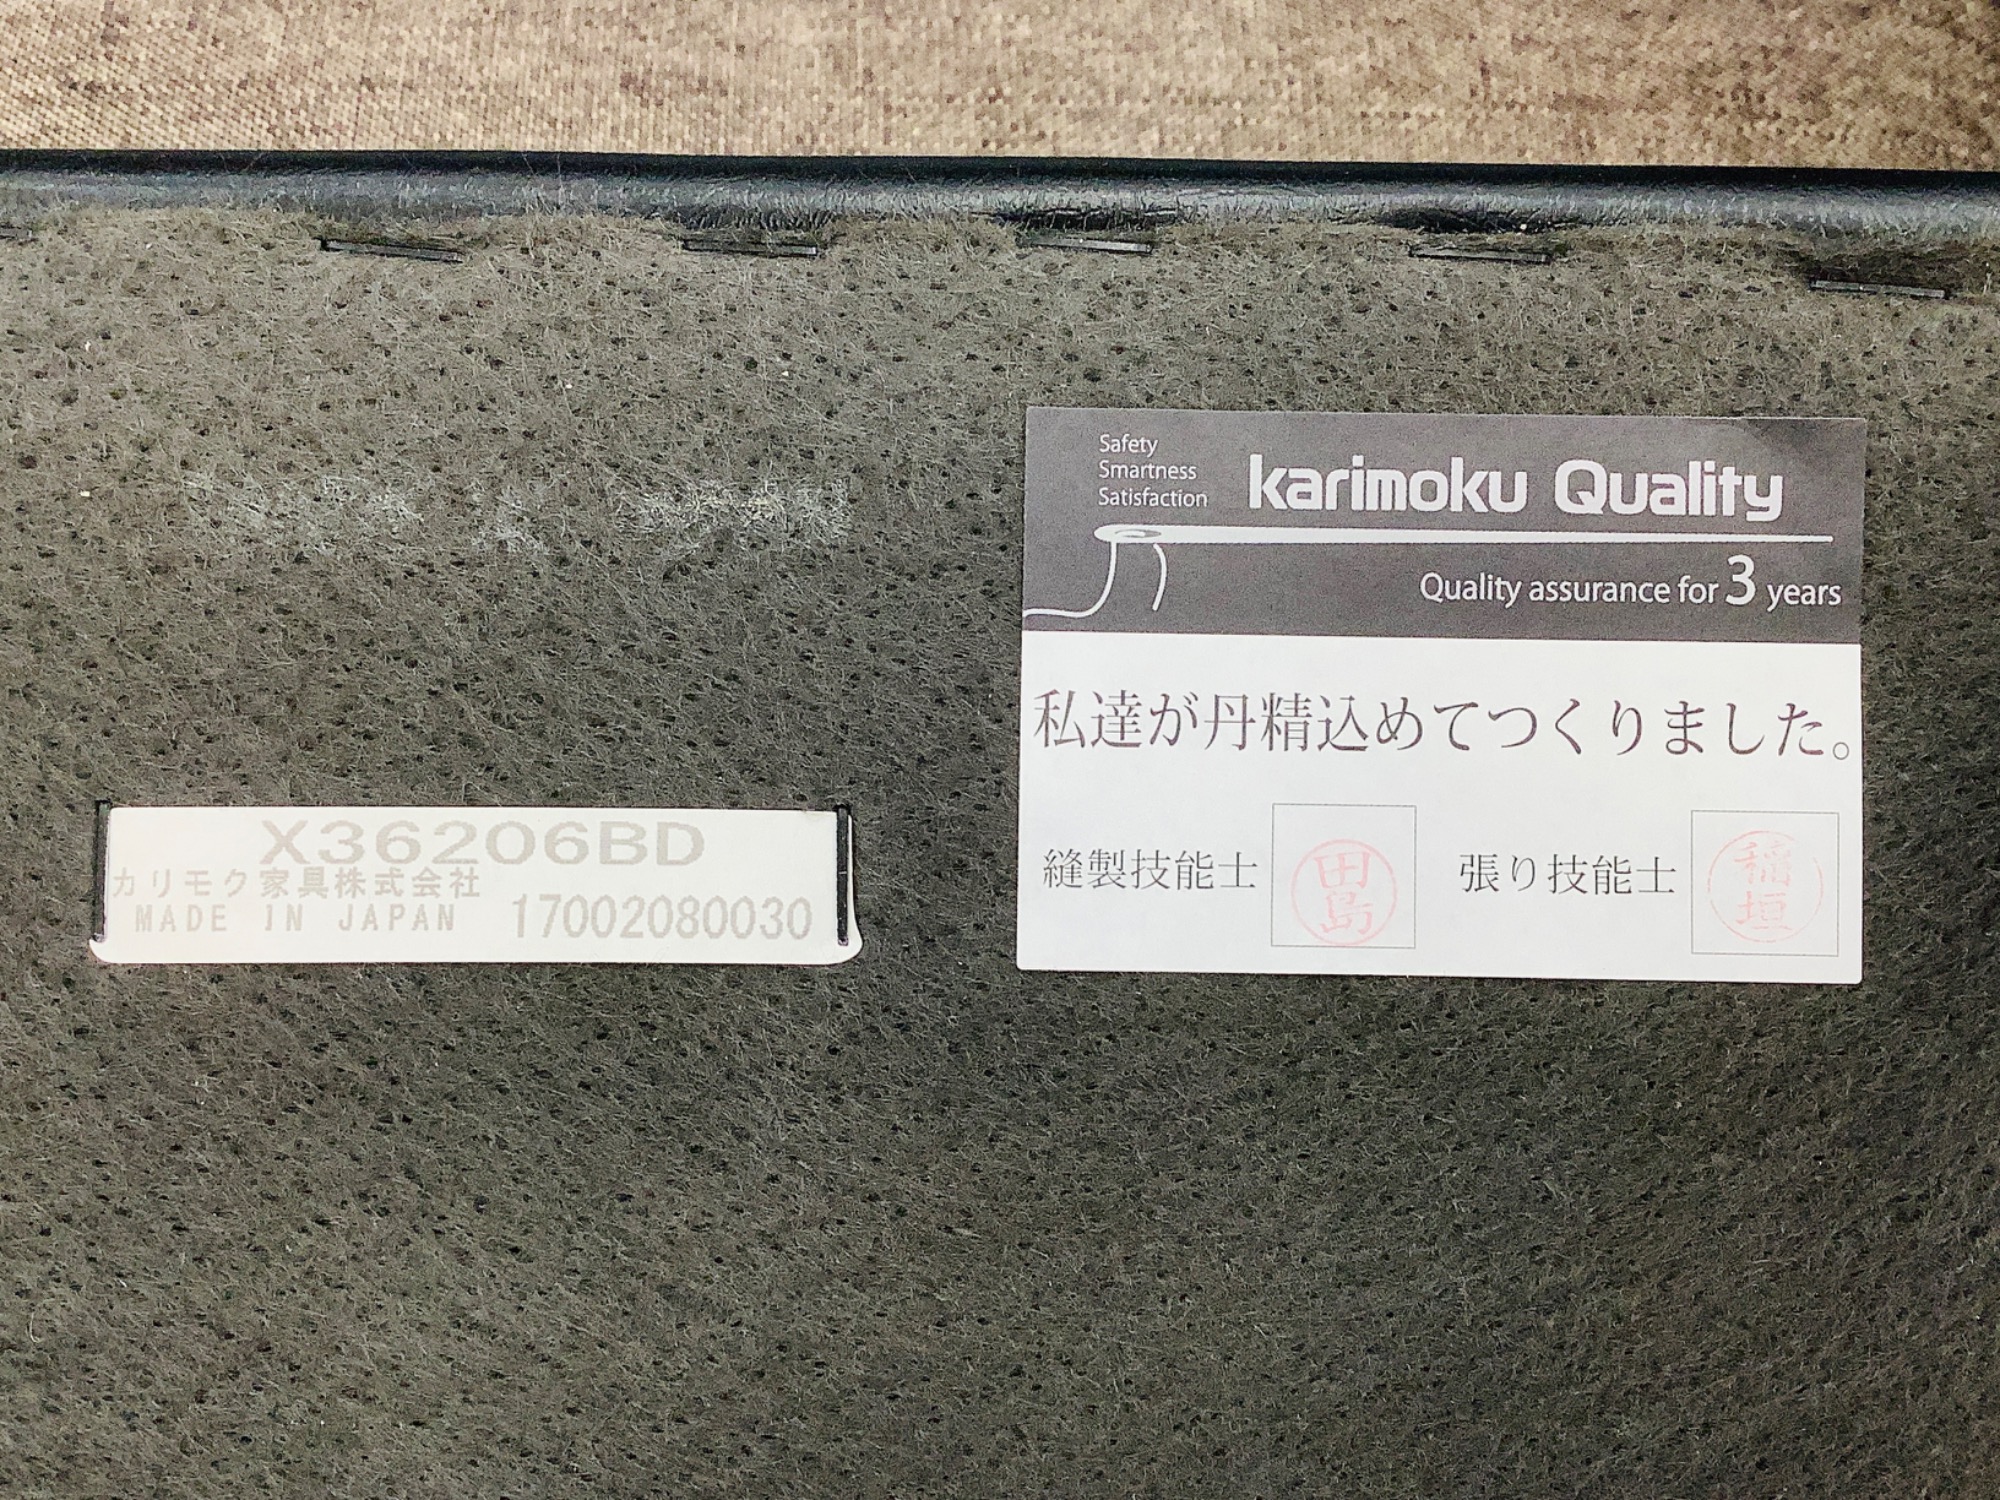 Safety
Smartness
Satisfaction
karimoku Quality
Quality assurance for 3 years
私達が丹精込めてつくりました。
縫製技能士 田島 張り技能士 稲垣
X36206BD
カリモク家具株式会社
MADE IN JAPAN 17002080030